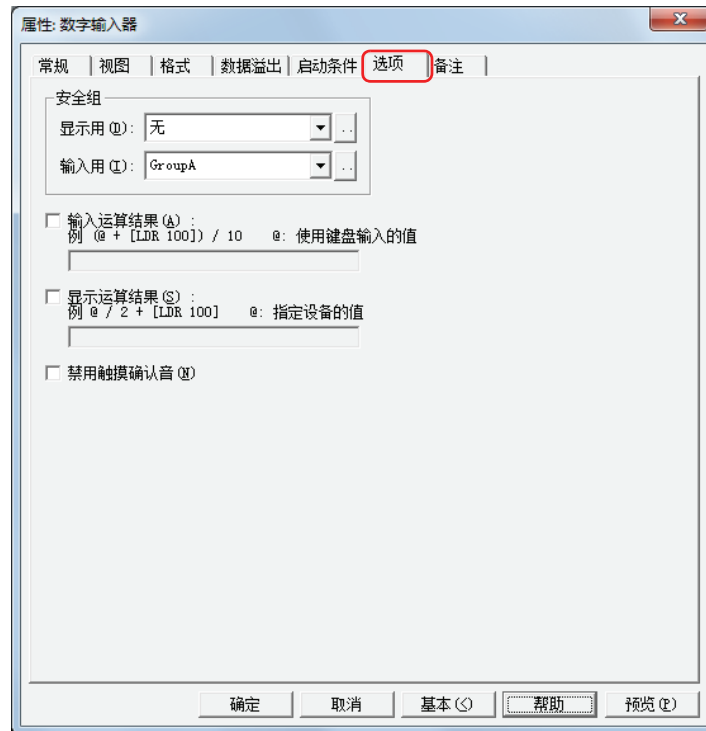 属性: 数字输入器
常规 视图 格式 数据溢出 启动条件 选项 备注
安全组
显示用(D): 无 ..
输入用(I): GroupA ..
输入运算结果(A) :
例 (@ + [LDR 100]) / 10 @: 使用键盘输入的值
显示运算结果(S) :
例 @ / 2 + [LDR 100] @: 指定设备的值
禁用触摸确认音(N)
确定 取消 基本(<) 帮助 预览(P)